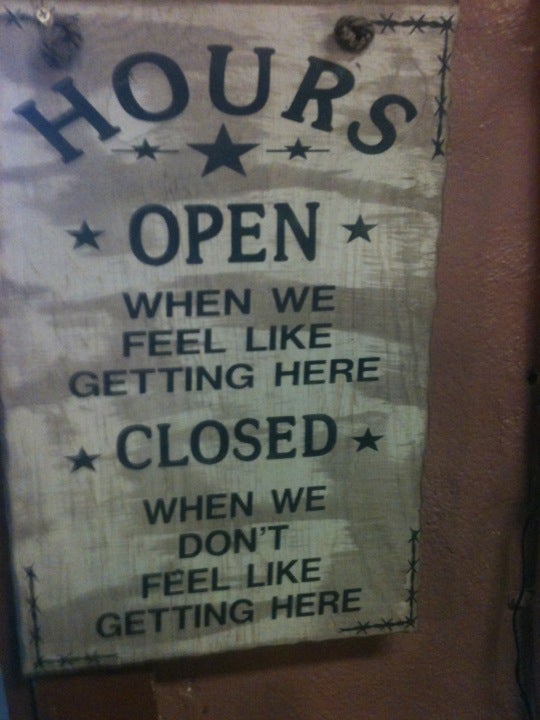 HOURS
OPEN
WHEN WE
FEEL LIKE
GETTING HERE
CLOSED
WHEN WE
DON'T
FEEL LIKE
GETTING HERE